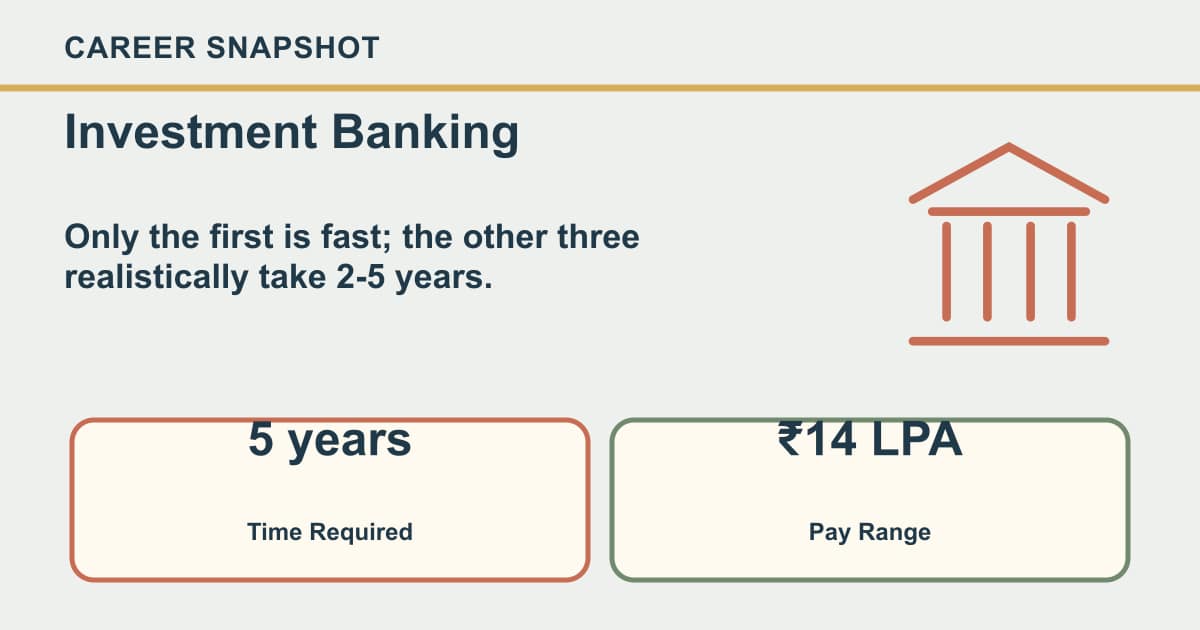 CAREER SNAPSHOT
Investment Banking
Only the first is fast; the other three
realistically take 2-5 years.
5 years
Time Required
₹14 LPA
Pay Range